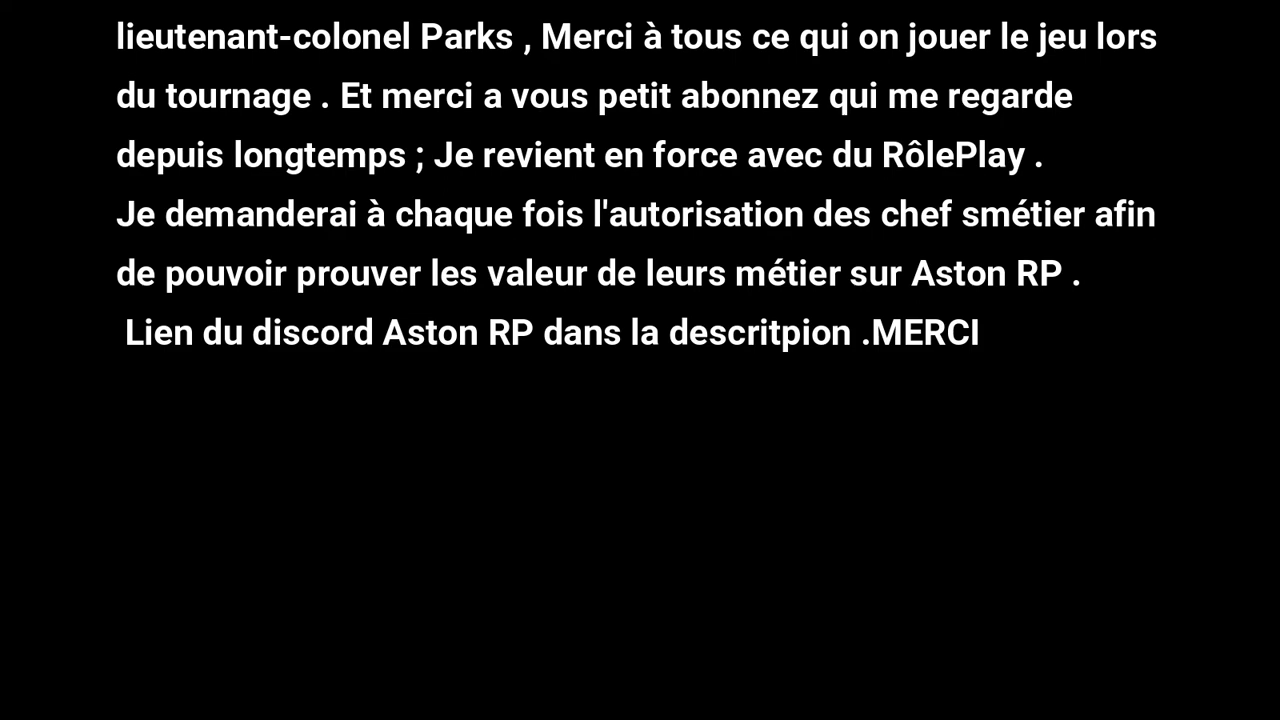 lieutenant-colonel Parks , Merci à tous ce qui on jouer le jeu lors
du tournage . Et merci a vous petit abonnez qui me regarde
depuis longtemps ; Je revient en force avec du RôlePlay .
Je demanderai à chaque fois l'autorisation des chef smétier afin
de pouvoir prouver les valeur de leurs métier sur Aston RP .
Lien du discord Aston RP dans la descritpion .MERCI